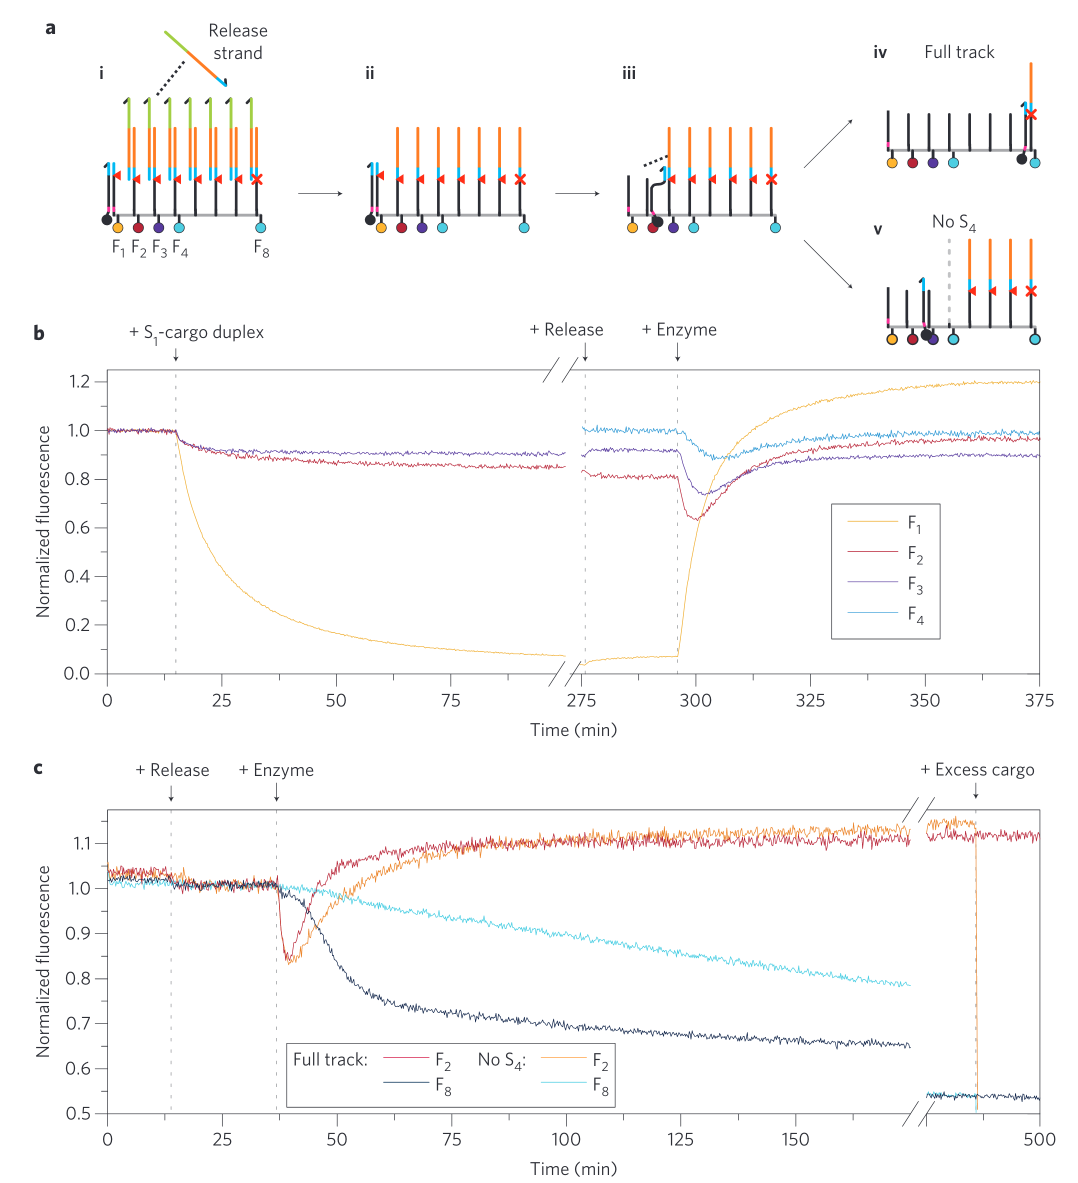 a
Release
strand
i
ii
iii
iv
Full track
F1 F2 F3 F4 F8
v
No S4
b
+ S1-cargo duplex
+ Release
+ Enzyme
Normalized fluorescence
1.2
1.0
0.8
0.6
0.4
0.2
0.0
F1
F2
F3
F4
0 25 50 75 275 300 325 350 375
Time (min)
c
+ Release
+ Enzyme
+ Excess cargo
Normalized fluorescence
1.1
1.0
0.9
0.8
0.7
0.6
0.5
Full track: F2 No S4: F2
F8 F8
0 25 50 75 100 125 150 500
Time (min)